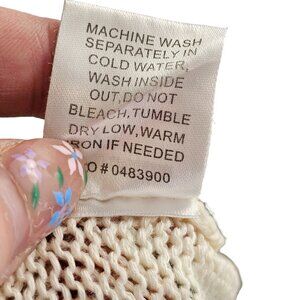 MACHINE WASH
SEPARATELY IN
COLD WATER,
WASH INSIDE
OUT,DO NOT
BLEACH,TUMBLE
DRY LOW,WARM
RON IF NEEDED
O # 0483900